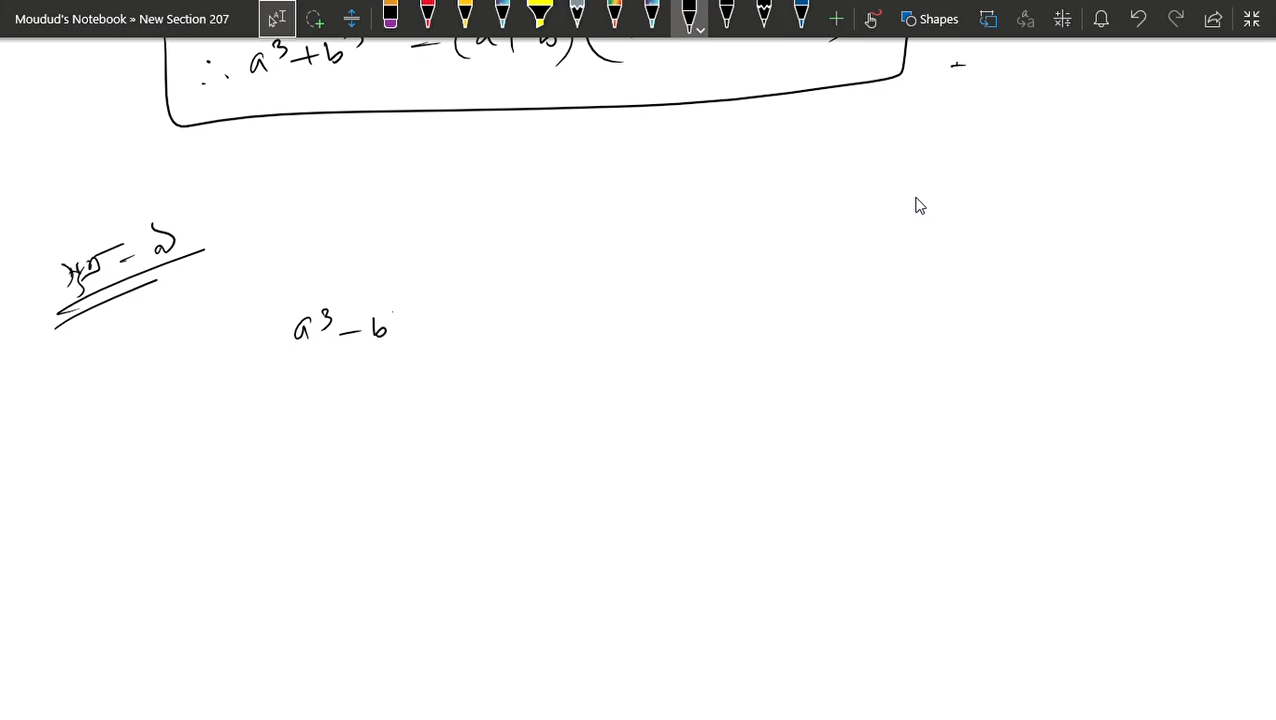 Moudud's Notebook » New Section 207
Shapes
∴ a³+b³ = (a+b)(
সূত্র - ২
a³ - b